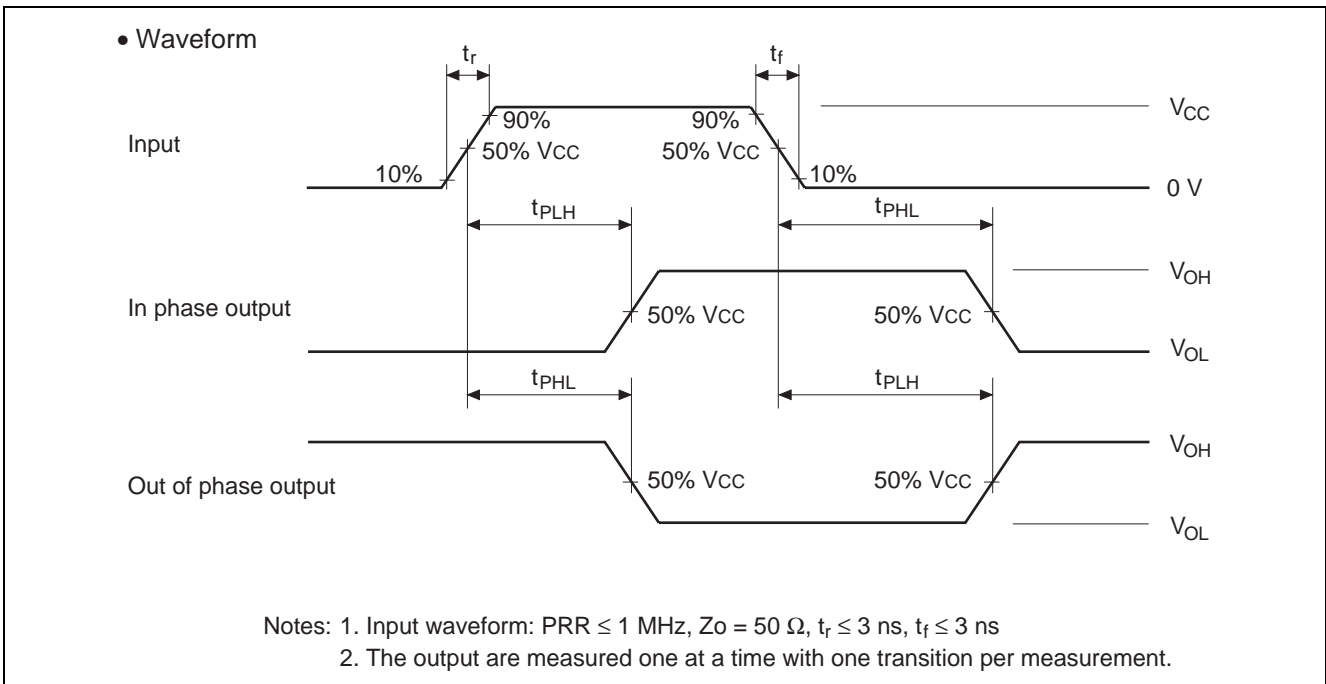 • Waveform
tr
tf
Input
90%
90%
VCC
50% VCC
50% VCC
10%
10%
0 V
tPLH
tPHL
In phase output
VOH
50% VCC
50% VCC
VOL
tPHL
tPLH
Out of phase output
VOH
50% VCC
50% VCC
VOL
Notes: 1. Input waveform: PRR ≤ 1 MHz, Zo = 50 Ω, tr ≤ 3 ns, tf ≤ 3 ns
2. The output are measured one at a time with one transition per measurement.